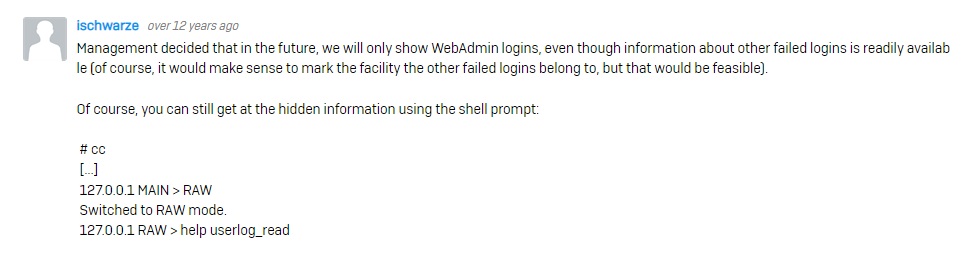 ischwarze over 12 years ago
Management decided that in the future, we will only show WebAdmin logins, even though information about other failed logins is readily availab
le (of course, it would make sense to mark the facility the other failed logins belong to, but that would be feasible).
Of course, you can still get at the hidden information using the shell prompt:
# cc
[...]
127.0.0.1 MAIN > RAW
Switched to RAW mode.
127.0.0.1 RAW > help userlog_read